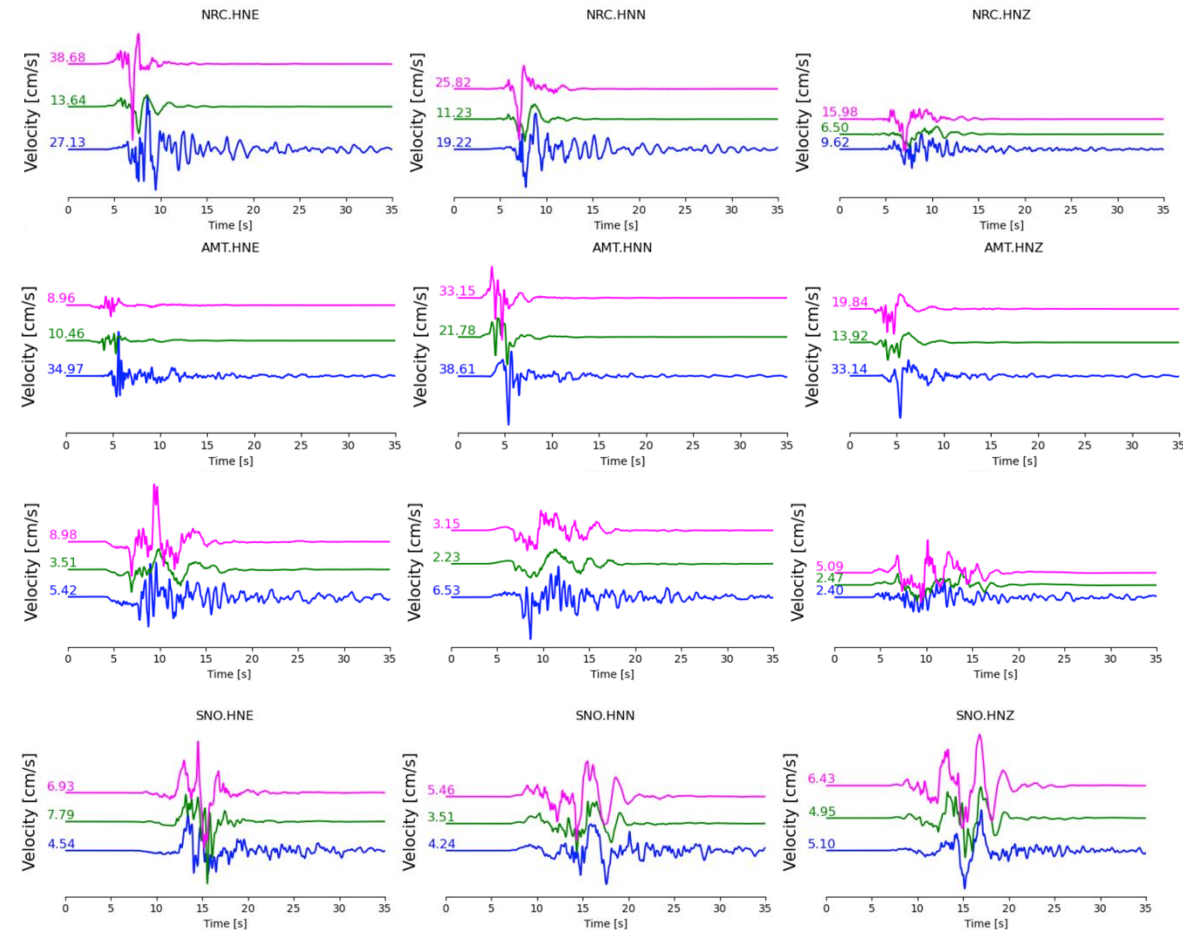 NRC.HNE NRC.HNN NRC.HNZ
Velocity [cm/s] Velocity [cm/s] Velocity [cm/s]
38.68 25.82 15.98
13.64 11.23 6.50
27.13 19.22 9.62
0 5 10 15 20 25 30 35 0 5 10 15 20 25 30 35 0 5 10 15 20 25 30 35
Time [s] Time [s] Time [s]
AMT.HNE AMT.HNN AMT.HNZ
Velocity [cm/s] Velocity [cm/s] Velocity [cm/s]
8.96 33.15 19.84
10.46 21.78 13.92
34.97 38.61 33.14
0 5 10 15 20 25 30 35 0 5 10 15 20 25 30 35 0 5 10 15 20 25 30 35
Time [s] Time [s] Time [s]
Velocity [cm/s] Velocity [cm/s] Velocity [cm/s]
8.98 3.15 5.09
3.51 2.23 2.47
5.42 6.53 2.40
0 5 10 15 20 25 30 35 0 5 10 15 20 25 30 35 0 5 10 15 20 25 30 35
Time [s] Time [s] Time [s]
SNO.HNE SNO.HNN SNO.HNZ
Velocity [cm/s] Velocity [cm/s] Velocity [cm/s]
6.93 5.46 6.43
7.79 3.51 4.95
4.54 4.24 5.10
0 5 10 15 20 25 30 35 0 5 10 15 20 25 30 35 0 5 10 15 20 25 30 35
Time [s] Time [s] Time [s]